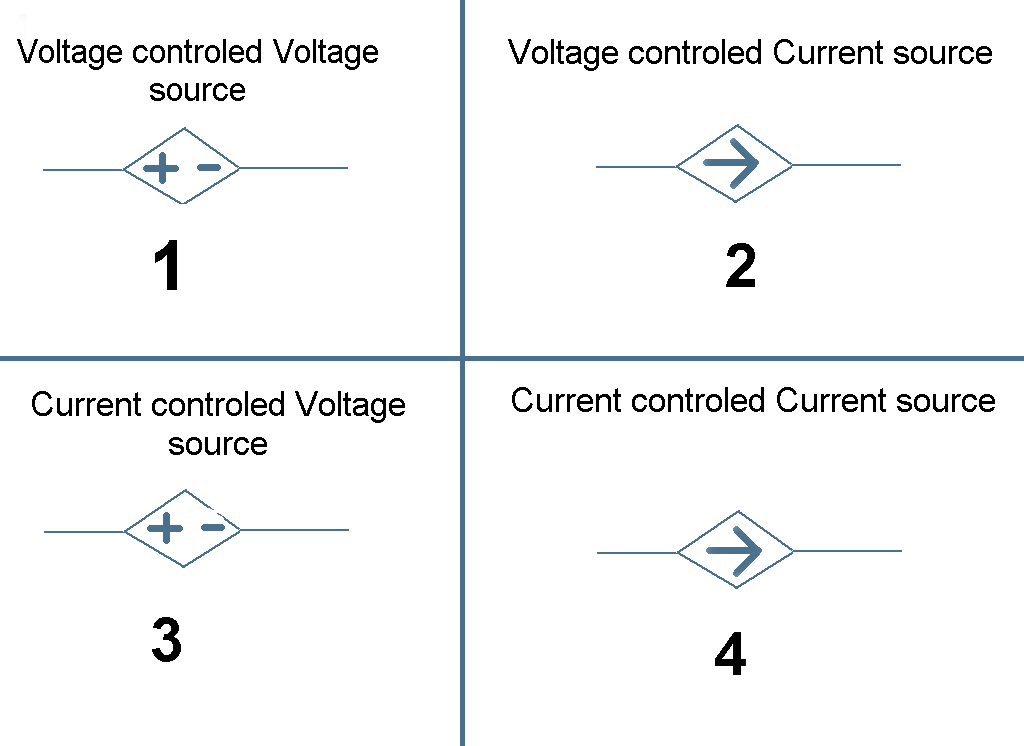 Voltage controled Voltage
source
+ -
1
Voltage controled Current source
2
Current controled Voltage
source
+ -
3
Current controled Current source
4